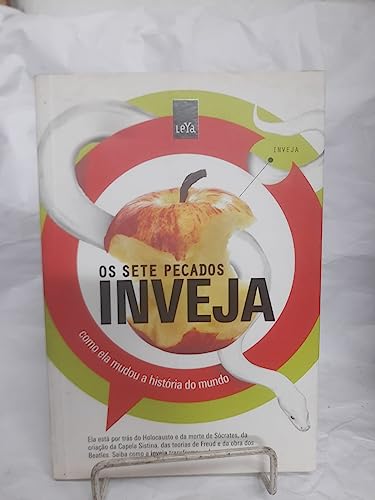 LeYa
INVEJA
OS SETE PECADOS
INVEJA
como ela mudou a história do mundo
Ela está por trás do Holocausto e da morte de Sócrates, da
criação da Capela Sistina, das teorias de Freud e da obra dos
Beatles. Saiba como a inveja